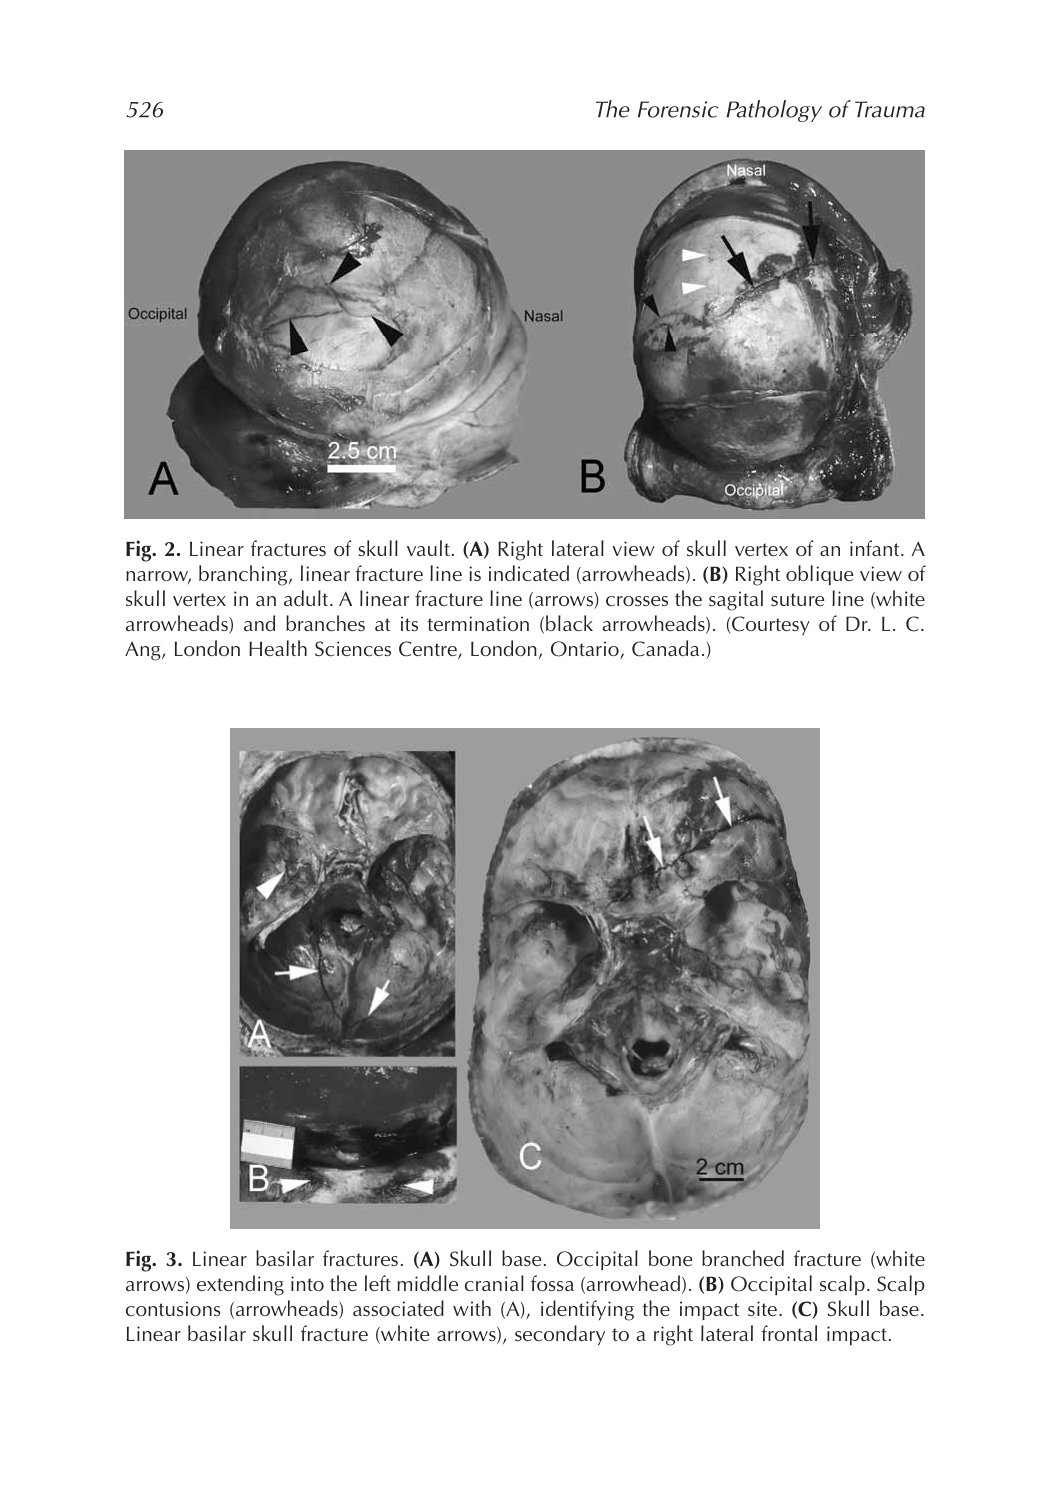 526
The Forensic Pathology of Trauma
Nasal
Occipital
Nasal
2.5 cm
A
B
Occipital
Fig. 2. Linear fractures of skull vault. (A) Right lateral view of skull vertex of an infant. A
narrow, branching, linear fracture line is indicated (arrowheads). (B) Right oblique view of
skull vertex in an adult. A linear fracture line (arrows) crosses the sagital suture line (white
arrowheads) and branches at its termination (black arrowheads). (Courtesy of Dr. L. C.
Ang, London Health Sciences Centre, London, Ontario, Canada.)
A
B
C
2 cm
Fig. 3. Linear basilar fractures. (A) Skull base. Occipital bone branched fracture (white
arrows) extending into the left middle cranial fossa (arrowhead). (B) Occipital scalp. Scalp
contusions (arrowheads) associated with (A), identifying the impact site. (C) Skull base.
Linear basilar skull fracture (white arrows), secondary to a right lateral frontal impact.